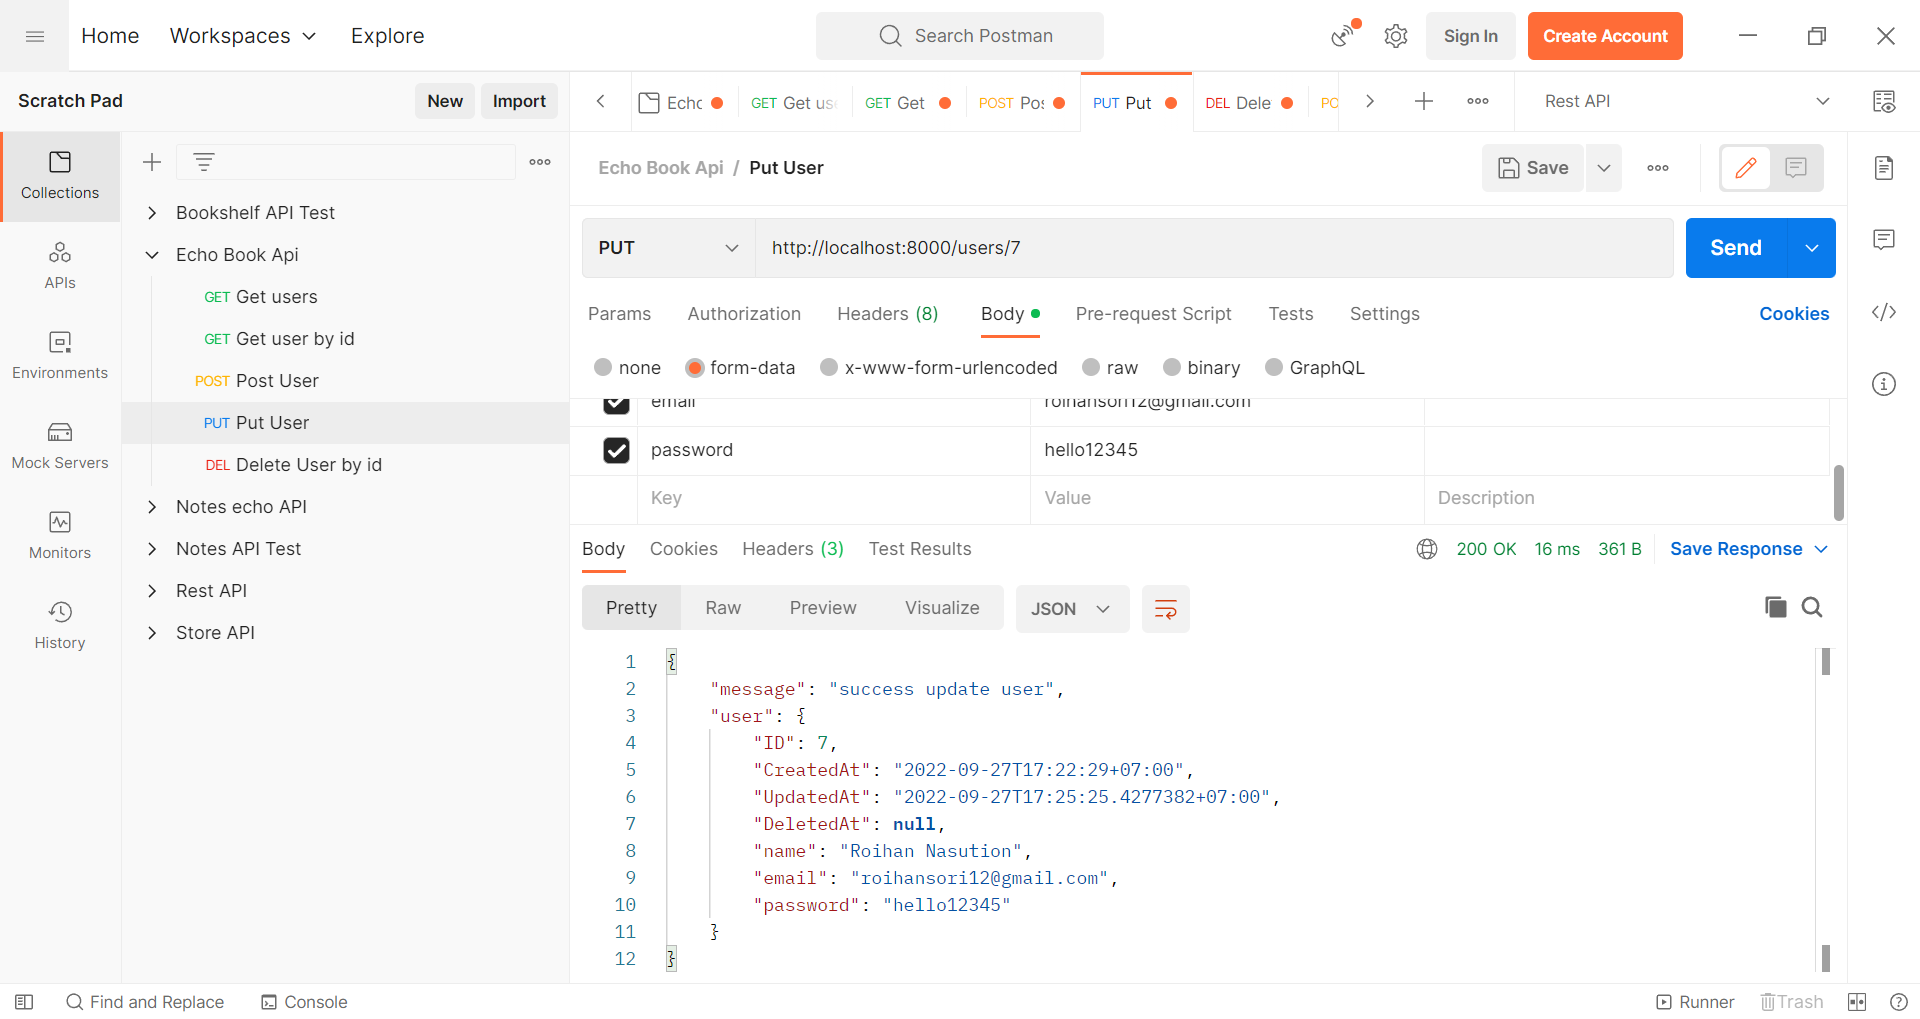 Home Workspaces Explore Search Postman Sign In Create Account
Scratch Pad New Import
Echo GET Get use GET Get POST Pos PUT Put DEL Dele PO Rest API
Collections
APIs
Environments
Mock Servers
Monitors
History
Bookshelf API Test
Echo Book Api
GET Get users
GET Get user by id
POST Post User
PUT Put User
DEL Delete User by id
Notes echo API
Notes API Test
Rest API
Store API
Echo Book Api / Put User Save
PUT http://localhost:8000/users/7 Send
Params Authorization Headers (8) Body Pre-request Script Tests Settings Cookies
none form-data x-www-form-urlencoded raw binary GraphQL
email roihansori12@gmail.com
password hello12345
Key Value Description
Body Cookies Headers (3) Test Results 200 OK 16 ms 361 B Save Response
Pretty Raw Preview Visualize JSON
1 {
2 "message": "success update user",
3 "user": {
4 "ID": 7,
5 "CreatedAt": "2022-09-27T17:22:29+07:00",
6 "UpdatedAt": "2022-09-27T17:25:25.4277382+07:00",
7 "DeletedAt": null,
8 "name": "Roihan Nasution",
9 "email": "roihansori12@gmail.com",
10 "password": "hello12345"
11 }
12 }
Find and Replace Console Runner Trash